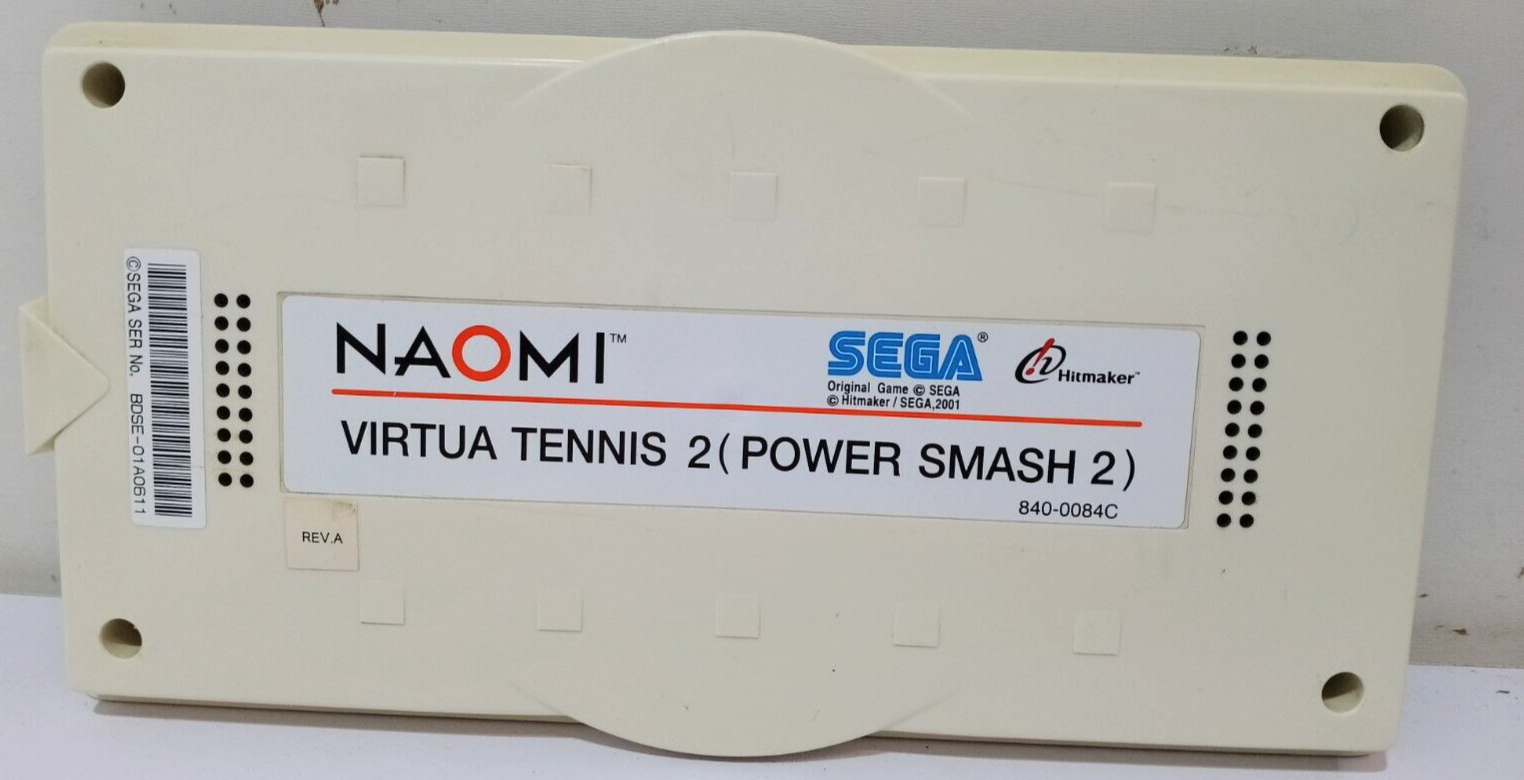 ©SEGA SER No. BDSE-01A0611
NAOMI™
SEGA®
Hitmaker™
Original Game © SEGA
© Hitmaker / SEGA,2001
VIRTUA TENNIS 2 (POWER SMASH 2)
840-0084C
REV.A